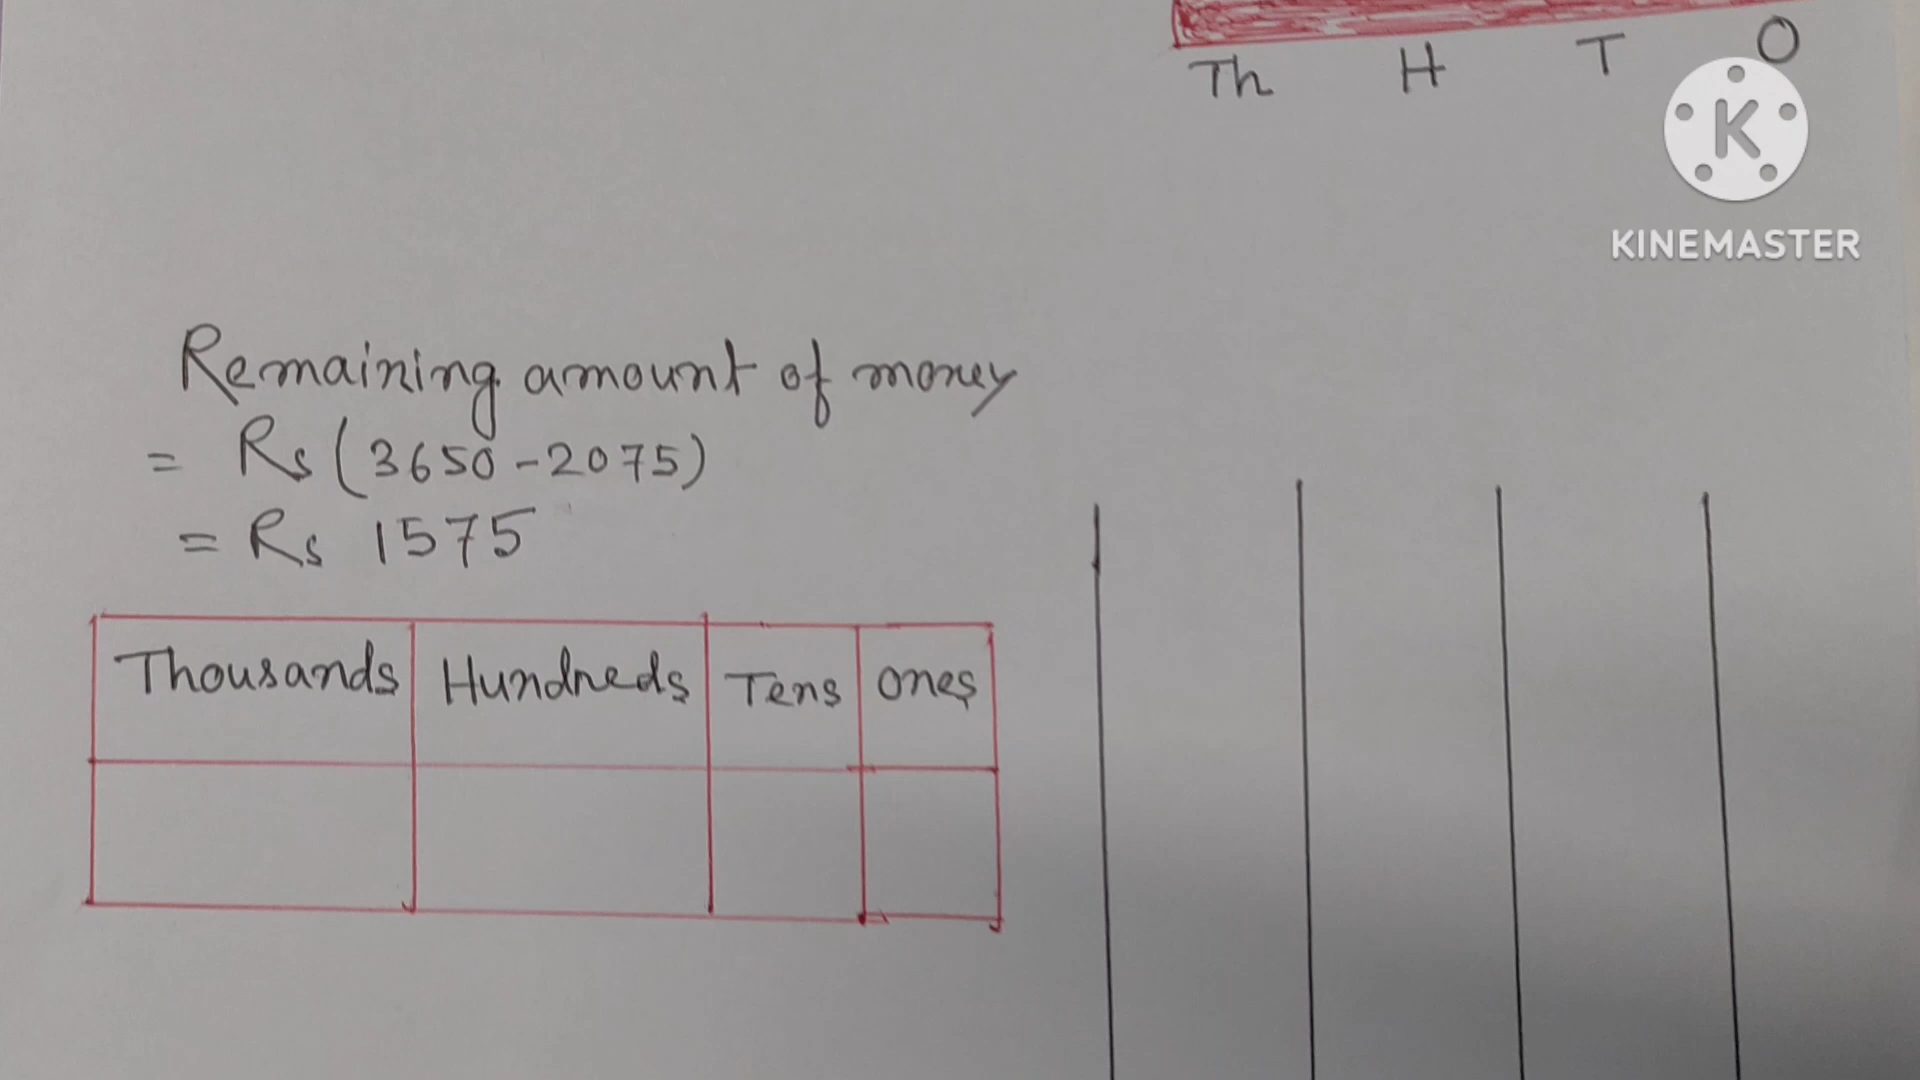 Th H T O
K
KINEMASTER
Remaining amount of money
= Rs (3650-2075)
= Rs 1575
Thousands Hundreds Tens ones